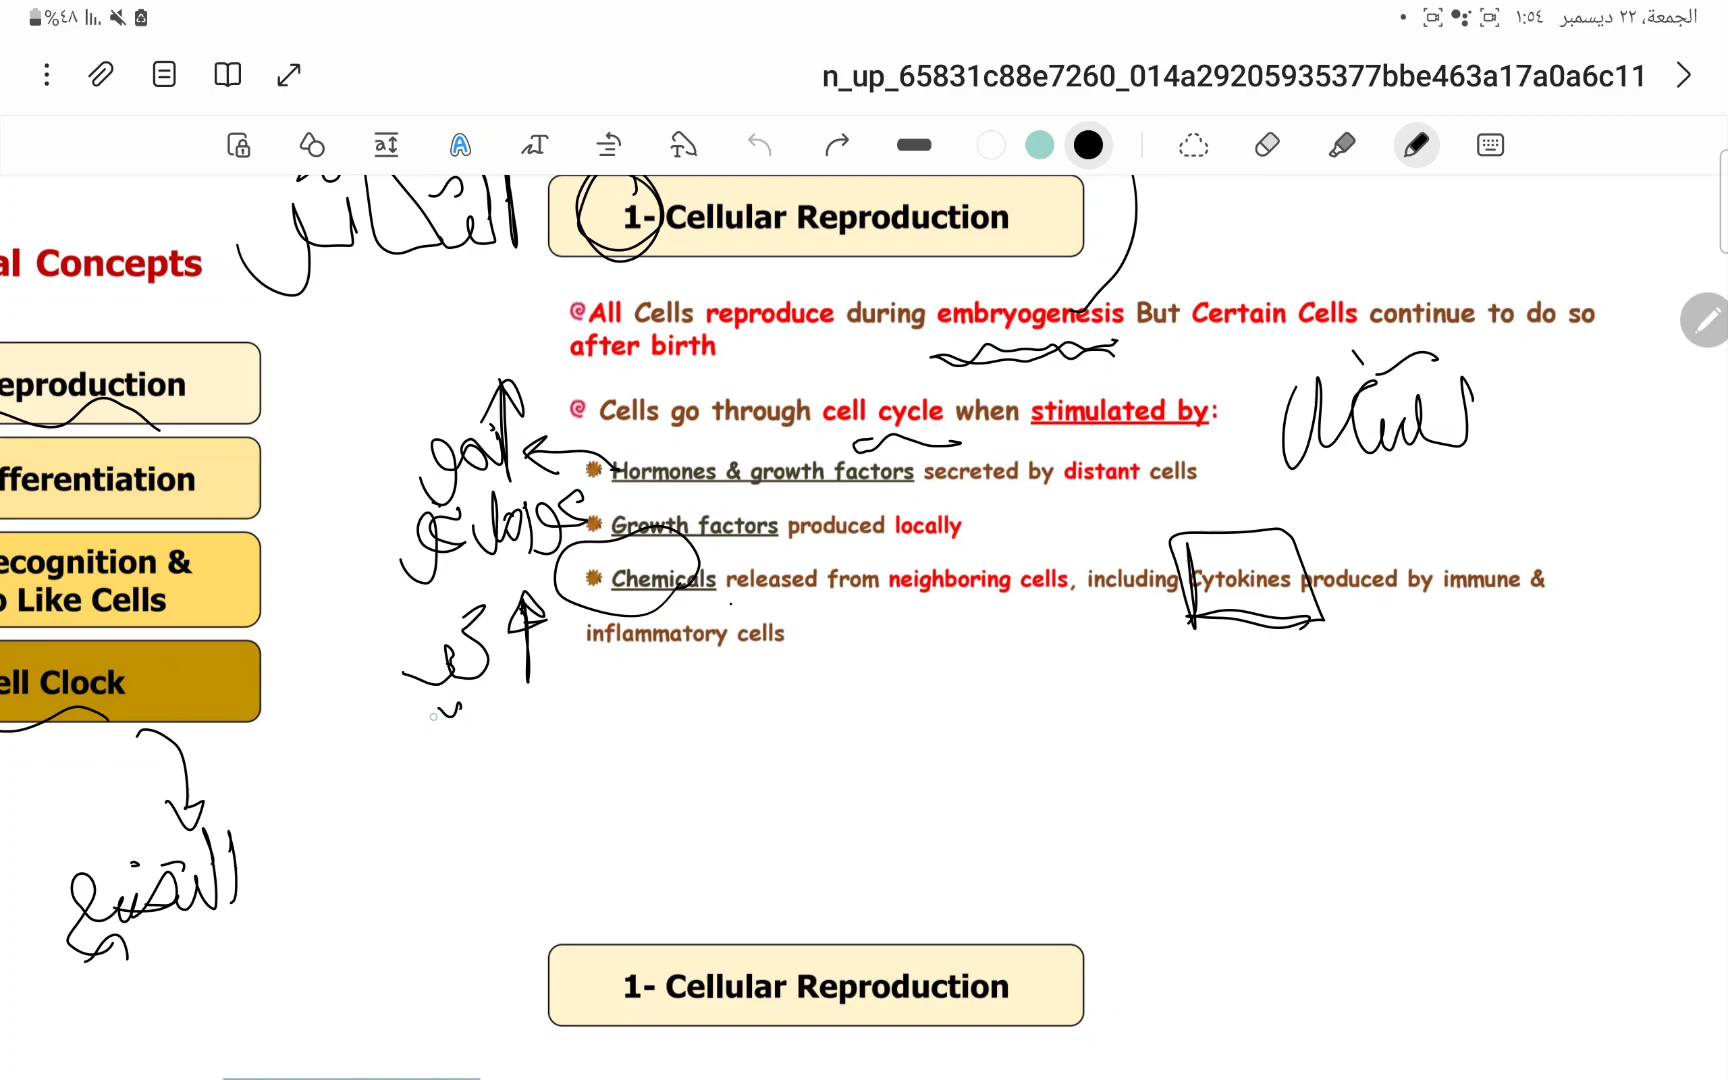 %٤٨
الجمعة، ٢٢ ديسمبر ١:٥٤
n_up_65831c88e7260_014a29205935377bbe463a17a0a6c11
التكاثر
1- Cellular Reproduction
al Concepts
eproduction
fferentiation
ecognition &
o Like Cells
ell Clock
@All Cells reproduce during embryogenesis But Certain Cells continue to do so
after birth
@ Cells go through cell cycle when stimulated by:
Hormones & growth factors secreted by distant cells
Growth factors produced locally
Chemicals released from neighboring cells, including Cytokines produced by immune &
inflammatory cells
1- Cellular Reproduction